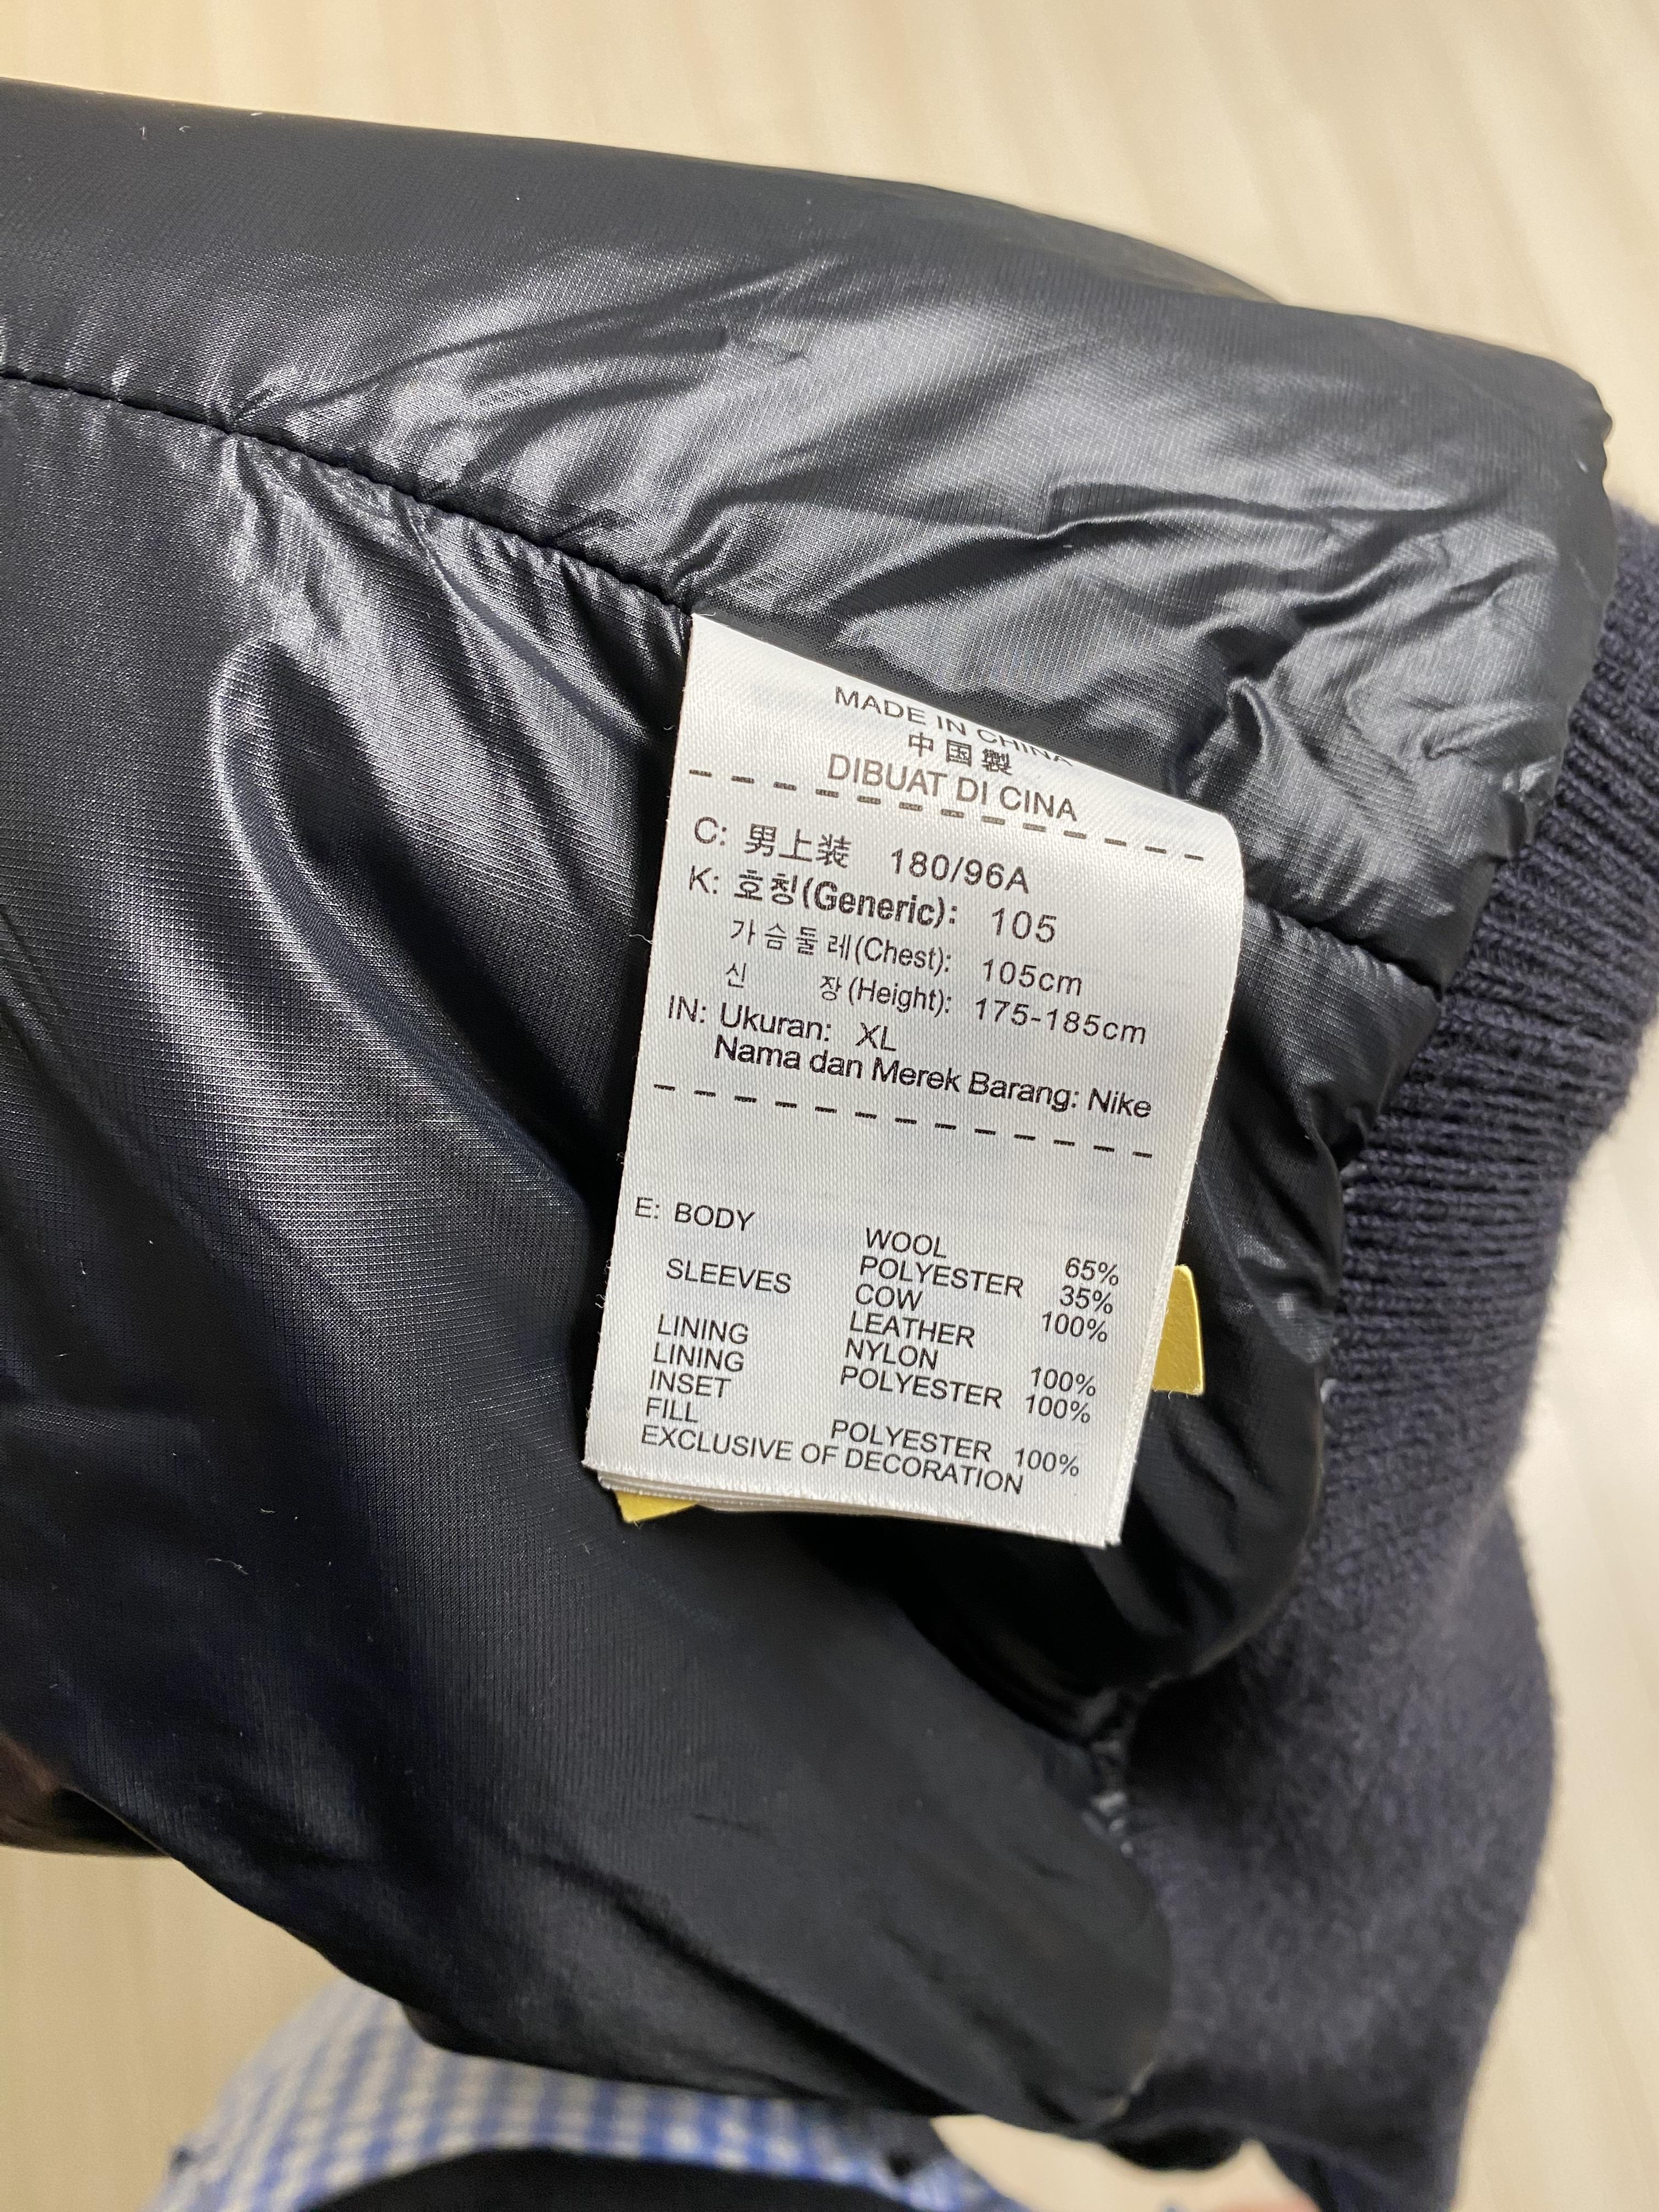 MADE IN CHINA
中国製
DIBUAT DI CINA
C: 男上装 180/96A
K: 호칭(Generic): 105
가슴둘레(Chest): 105cm
신 장(Height): 175-185cm
IN: Ukuran: XL
Nama dan Merek Barang: Nike
E: BODY WOOL 65%
POLYESTER 35%
SLEEVES COW 100%
LEATHER
LINING NYLON 100%
LINING POLYESTER 100%
INSET
FILL POLYESTER 100%
EXCLUSIVE OF DECORATION